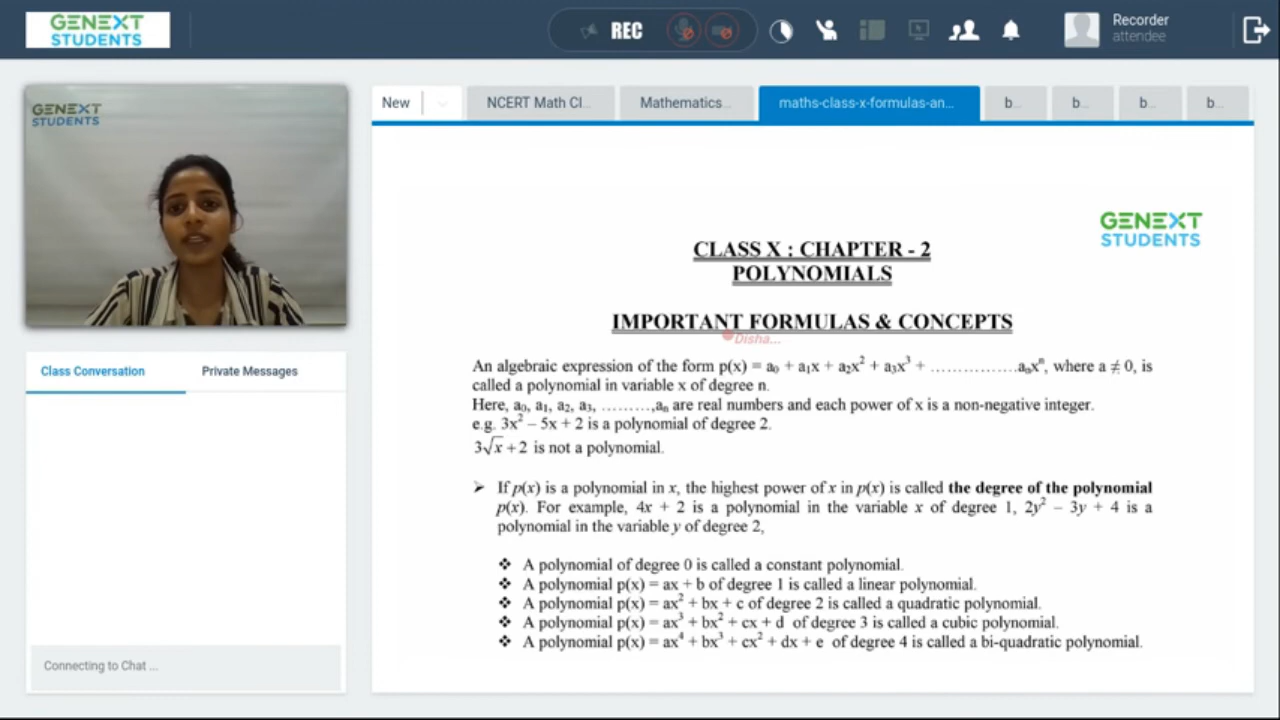 GENEXT
STUDENTS
REC
Recorder
attendee
GENEXT
STUDENTS
New
NCERT Math Cl...
Mathematics...
maths-class-x-formulas-an...
b...
b...
b...
b...
GENEXT
STUDENTS
CLASS X : CHAPTER - 2
POLYNOMIALS
IMPORTANT FORMULAS & CONCEPTS
Disha...
An algebraic expression of the form p(x) = a₀ + a₁x + a₂x² + a₃x³ + ...............aₙxⁿ, where a ≠ 0, is
called a polynomial in variable x of degree n.
Here, a₀, a₁, a₂, a₃, .........,aₙ are real numbers and each power of x is a non-negative integer.
e.g. 3x² – 5x + 2 is a polynomial of degree 2.
3√x + 2 is not a polynomial.
➢ If p(x) is a polynomial in x, the highest power of x in p(x) is called the degree of the polynomial
p(x). For example, 4x + 2 is a polynomial in the variable x of degree 1, 2y² – 3y + 4 is a
polynomial in the variable y of degree 2,
❖ A polynomial of degree 0 is called a constant polynomial.
❖ A polynomial p(x) = ax + b of degree 1 is called a linear polynomial.
❖ A polynomial p(x) = ax² + bx + c of degree 2 is called a quadratic polynomial.
❖ A polynomial p(x) = ax³ + bx² + cx + d of degree 3 is called a cubic polynomial.
❖ A polynomial p(x) = ax⁴ + bx³ + cx² + dx + e of degree 4 is called a bi-quadratic polynomial.
Class Conversation
Private Messages
Connecting to Chat ...